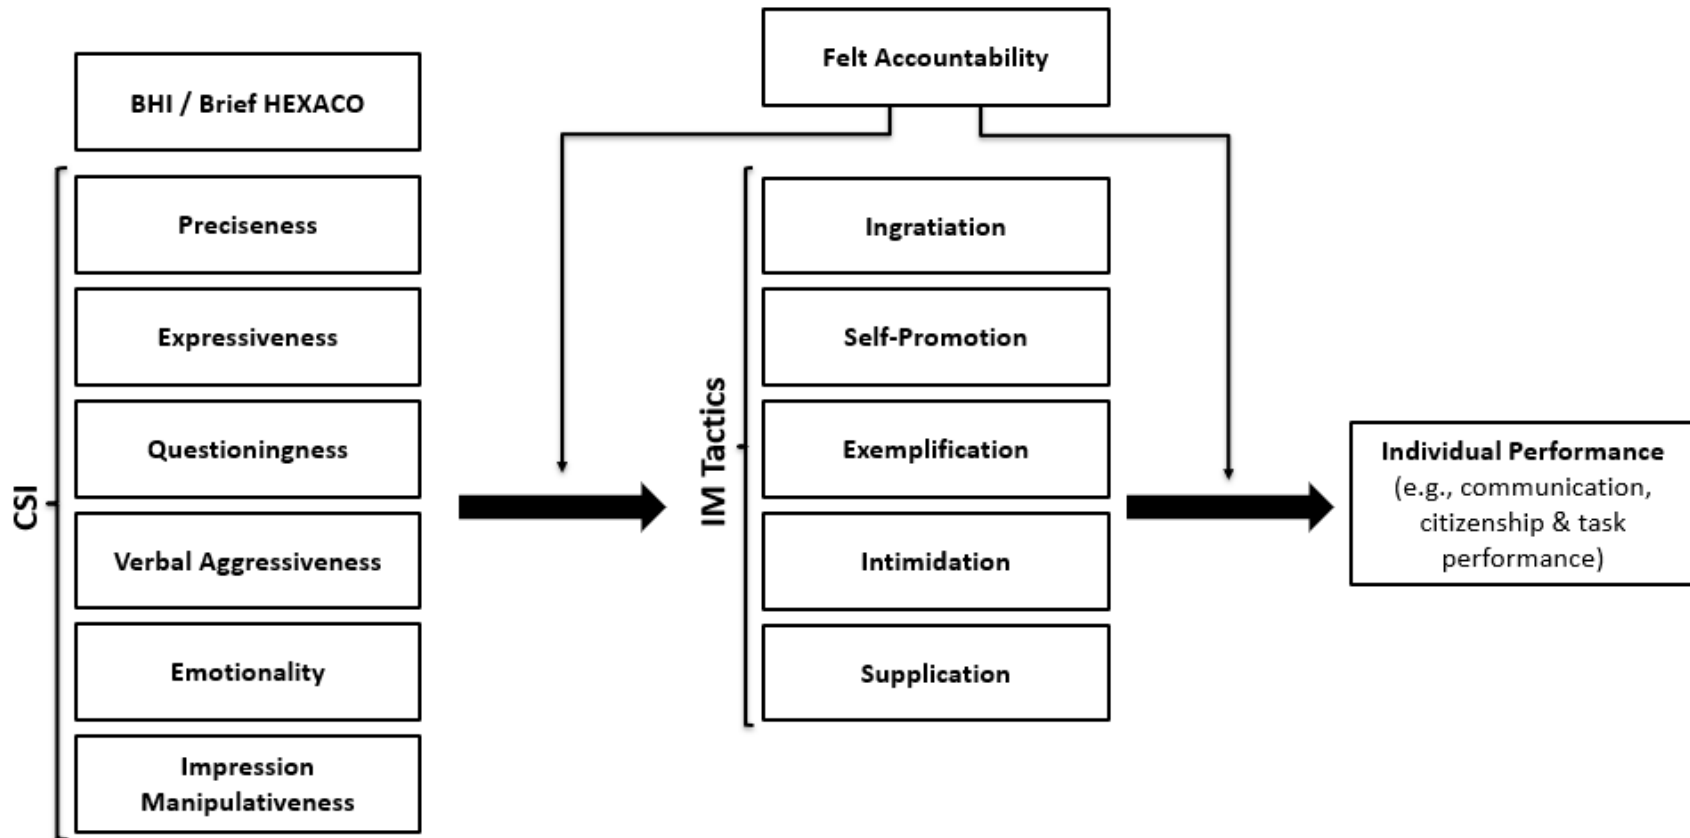 BHI / Brief HEXACO
CSI
Preciseness
Expressiveness
Questioningness
Verbal Aggressiveness
Emotionality
Impression
Manipulativeness
Felt Accountability
IM Tactics
Ingratiation
Self-Promotion
Exemplification
Intimidation
Supplication
Individual Performance
(e.g., communication,
citizenship & task
performance)